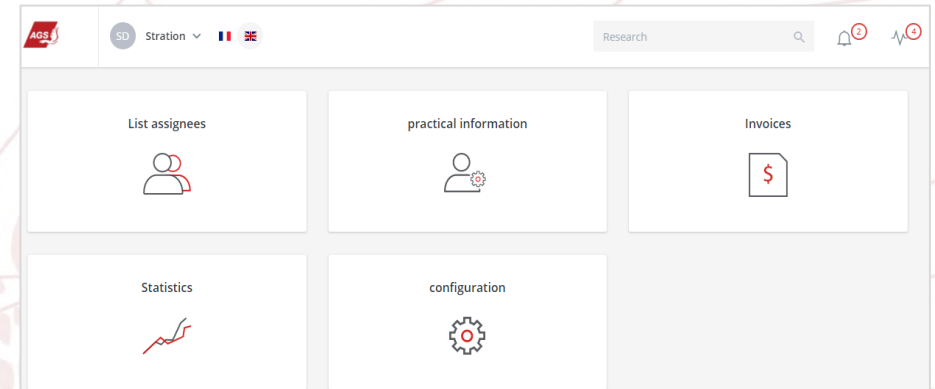 AGS
SD Stration
Research
2
4
List assignees
practical information
Invoices
$
Statistics
configuration